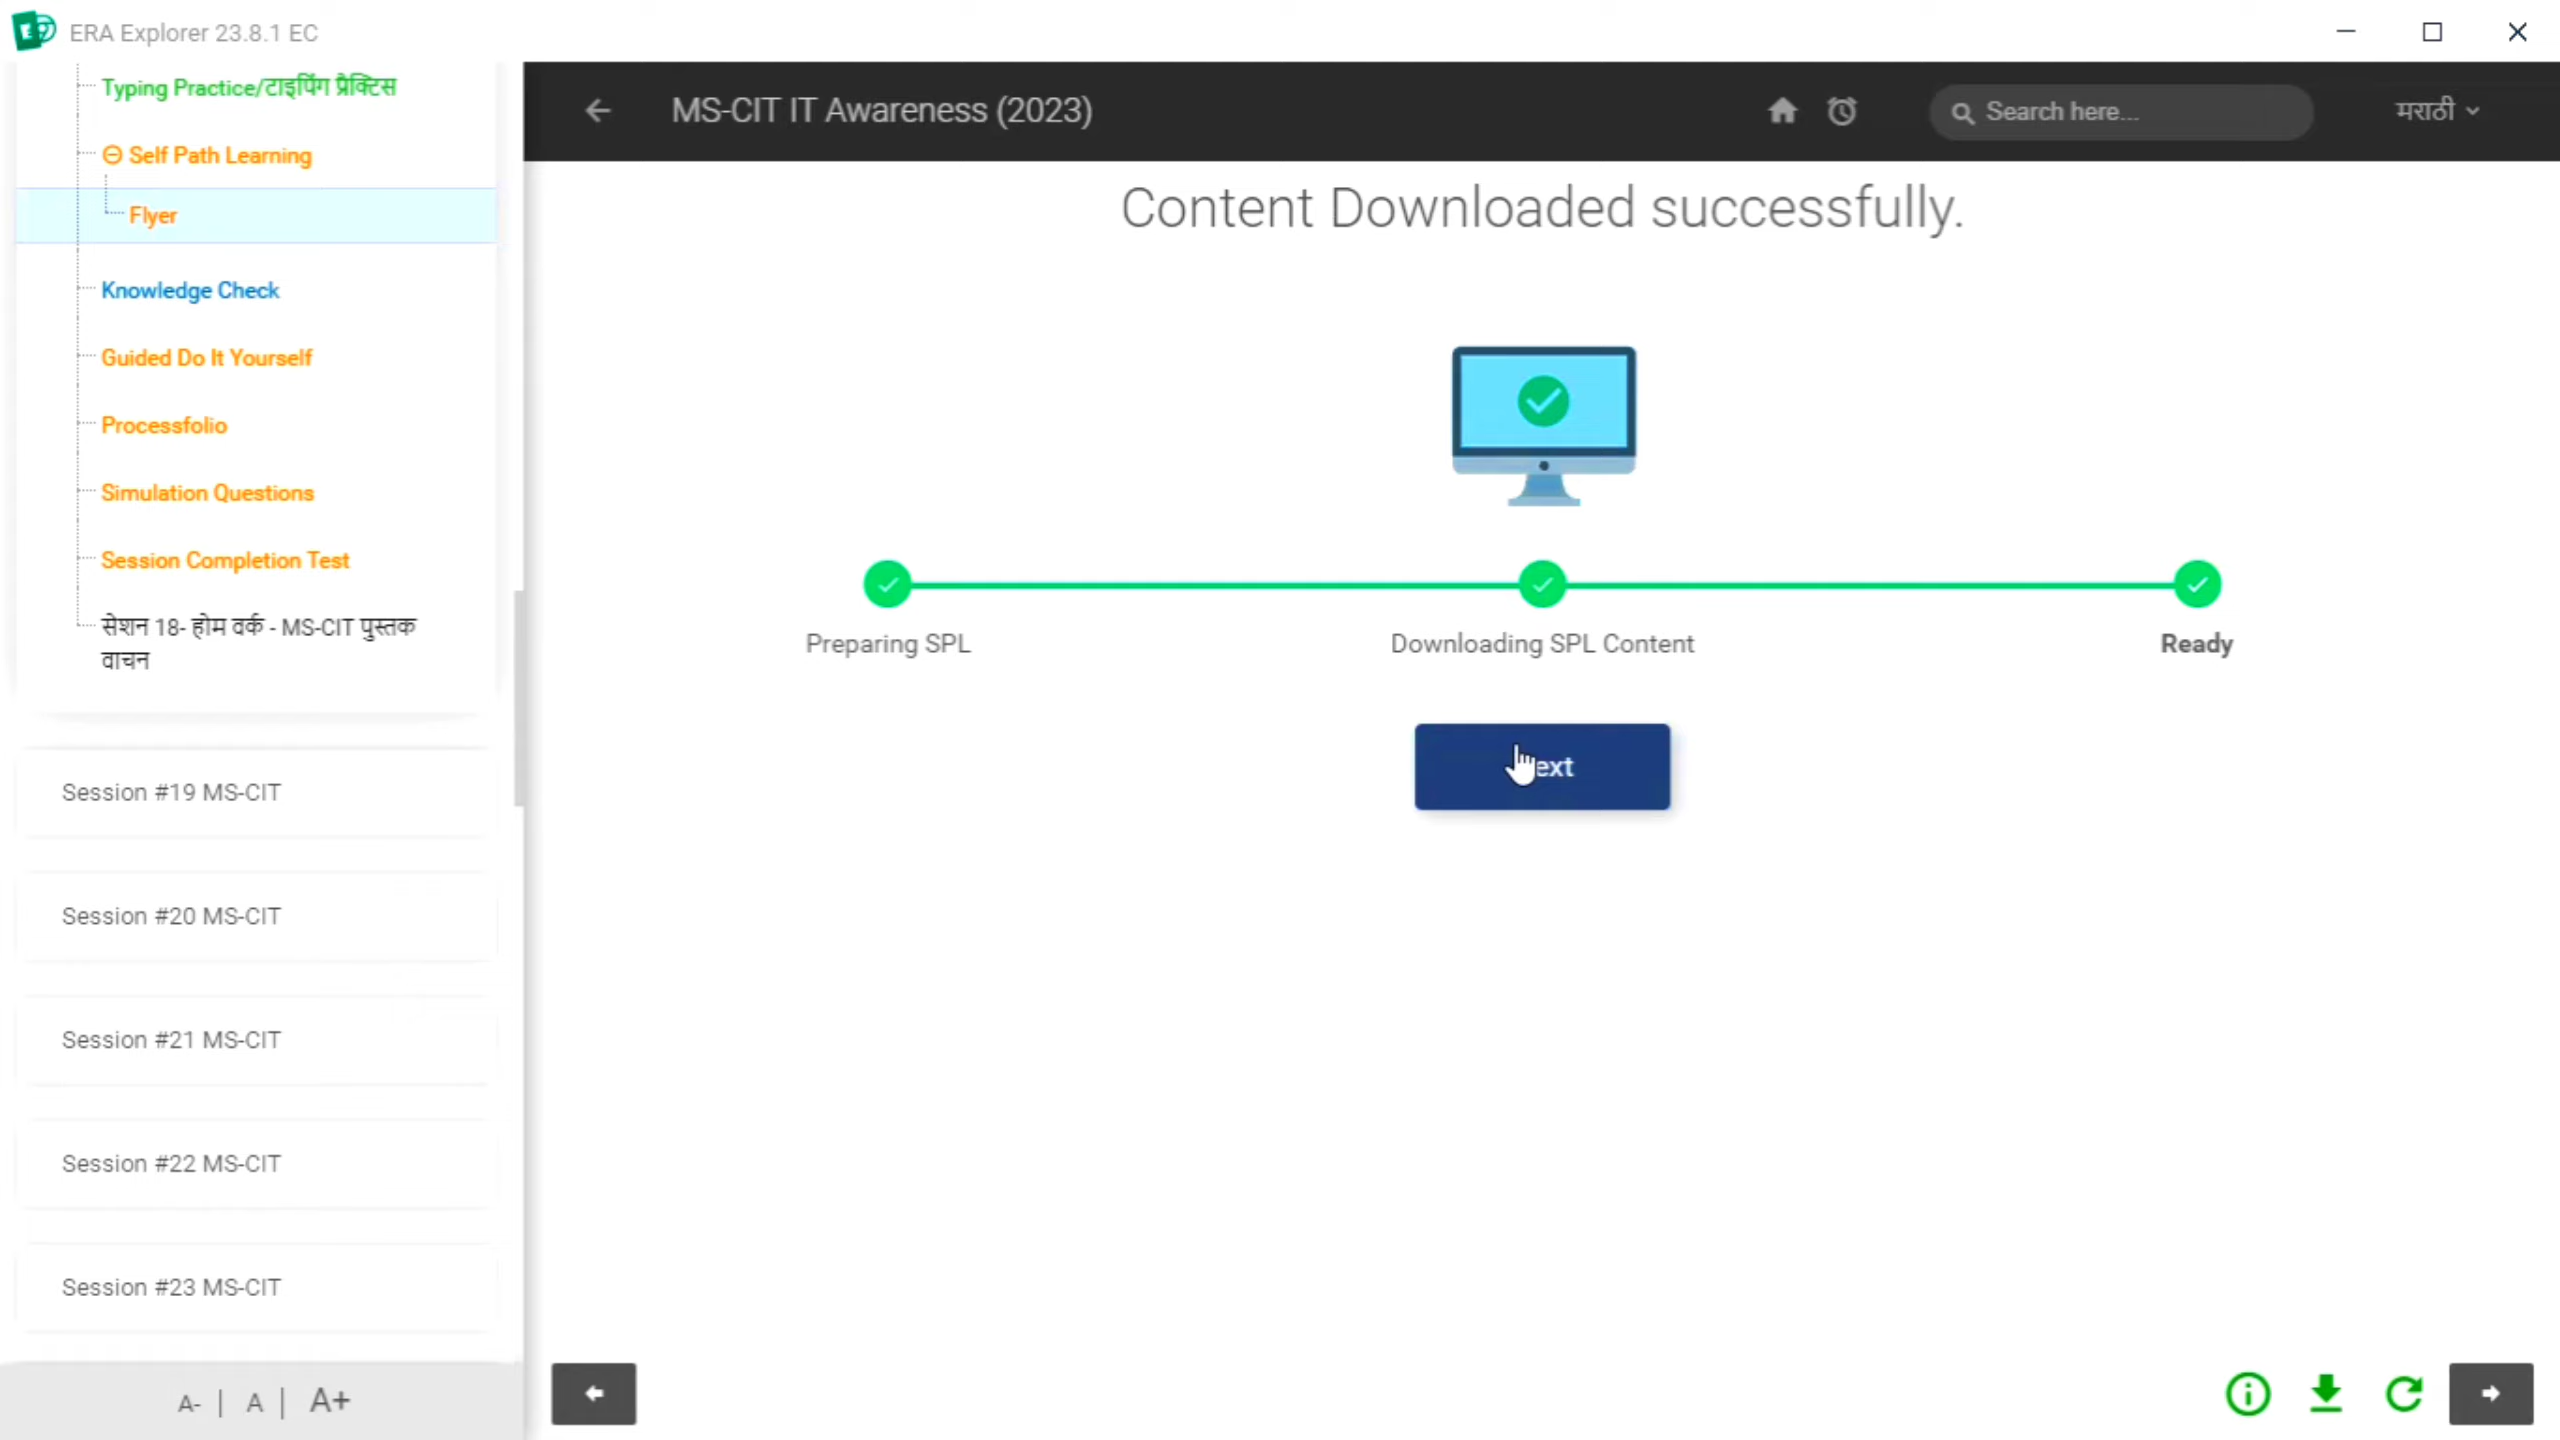 ERA Explorer 23.8.1 EC
Typing Practice/टाइपिंग प्रॅक्टिस
Self Path Learning
Flyer
Knowledge Check
Guided Do It Yourself
Processfolio
Simulation Questions
Session Completion Test
सेशन 18- होम वर्क - MS-CIT पुस्तक
वाचन
Session #19 MS-CIT
Session #20 MS-CIT
Session #21 MS-CIT
Session #22 MS-CIT
Session #23 MS-CIT
A- | A | A+
MS-CIT IT Awareness (2023)
Search here...
मराठी
Content Downloaded successfully.
Preparing SPL
Downloading SPL Content
Ready